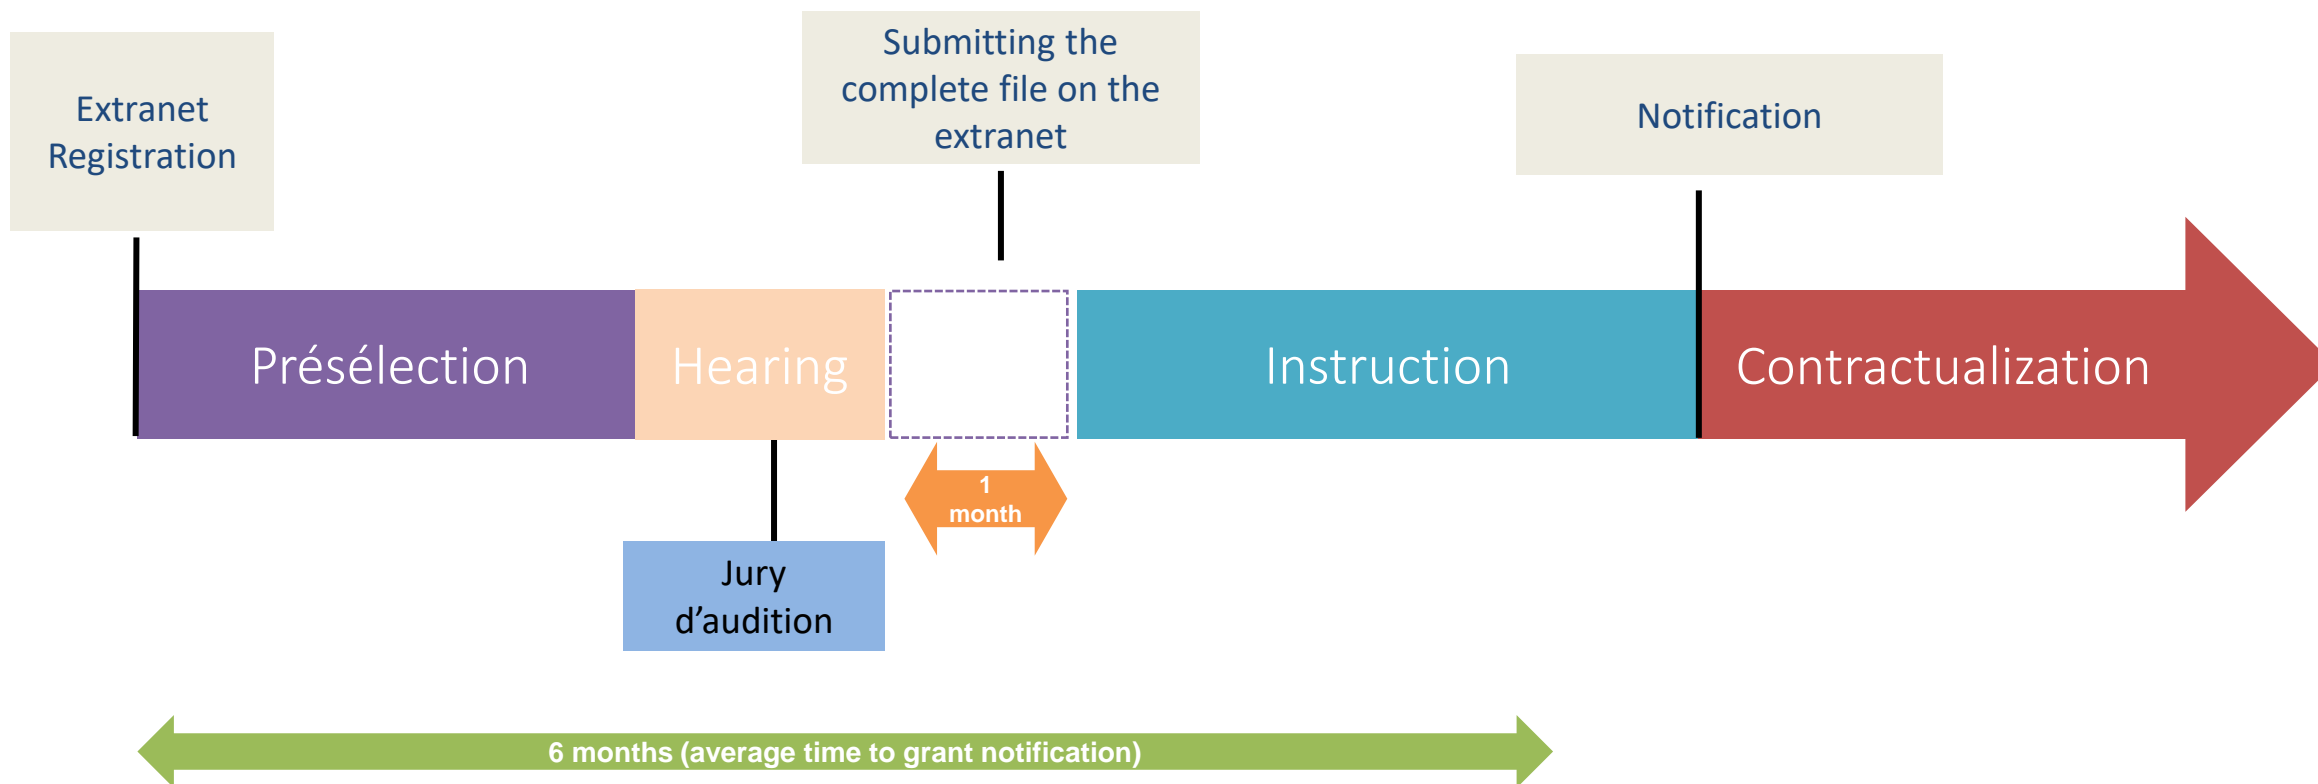 Extranet
Registration
Submitting the
complete file on the
extranet
Notification
Présélection
Hearing
Instruction
Contractualization
1
month
Jury
d’audition
6 months (average time to grant notification)